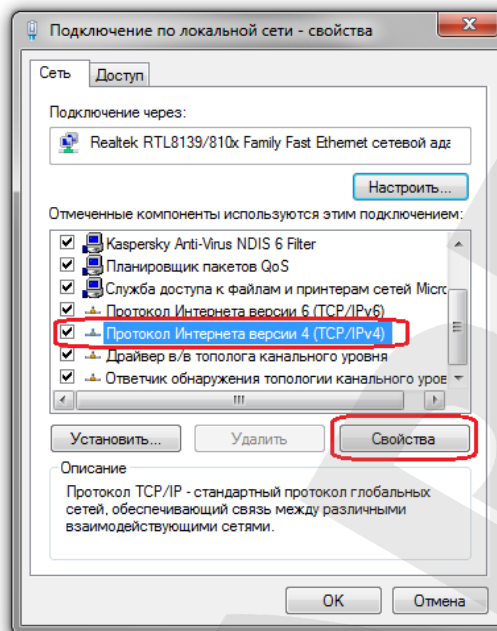 Подключение по локальной сети - свойства
Сеть
Доступ
Подключение через:
Realtek RTL8139/810x Family Fast Ethernet сетевой ада
Настроить...
Отмеченные компоненты используются этим подключением:
Kaspersky Anti-Virus NDIS 6 Filter
Планировщик пакетов QoS
Служба доступа к файлам и принтерам сетей Micro
Протокол Интернета версии 6 (TCP/IPv6)
Протокол Интернета версии 4 (TCP/IPv4)
Драйвер в/в тополога канального уровня
Ответчик обнаружения топологии канального уров
Установить...
Удалить
Свойства
Описание
Протокол TCP/IP - стандартный протокол глобальных
сетей, обеспечивающий связь между различными
взаимодействующими сетями.
OK
Отмена